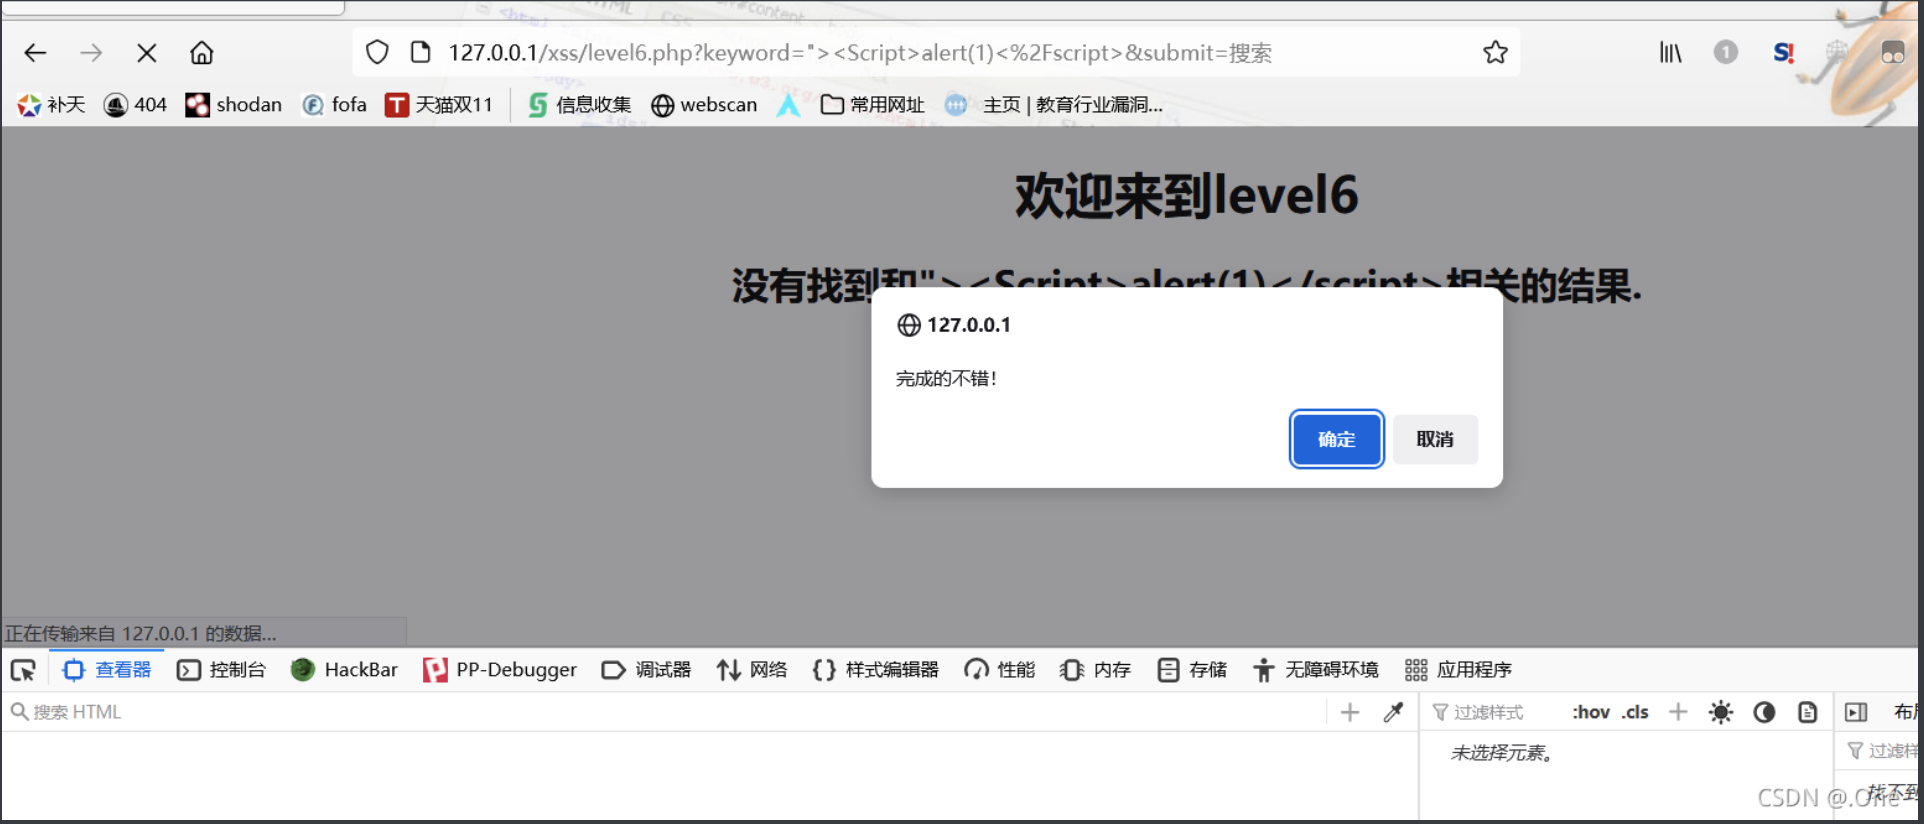 127.0.0.1/xss/level6.php?keyword="><Script>alert(1)<%2Fscript>&submit=搜索
1
S!
补天 404 shodan fofa T 天猫双11 信息收集 webscan 常用网址 主页 | 教育行业漏洞...
欢迎来到level6
没有找到和"><Script>alert(1)</script>相关的结果.
127.0.0.1
完成的不错!
确定 取消
正在传输来自 127.0.0.1 的数据...
查看器 控制台 HackBar PP-Debugger 调试器 网络 样式编辑器 性能 内存 存储 无障碍环境 应用程序
搜索 HTML
过滤样式 :hov .cls
未选择元素。
过滤样
找不到
CSDN @.One